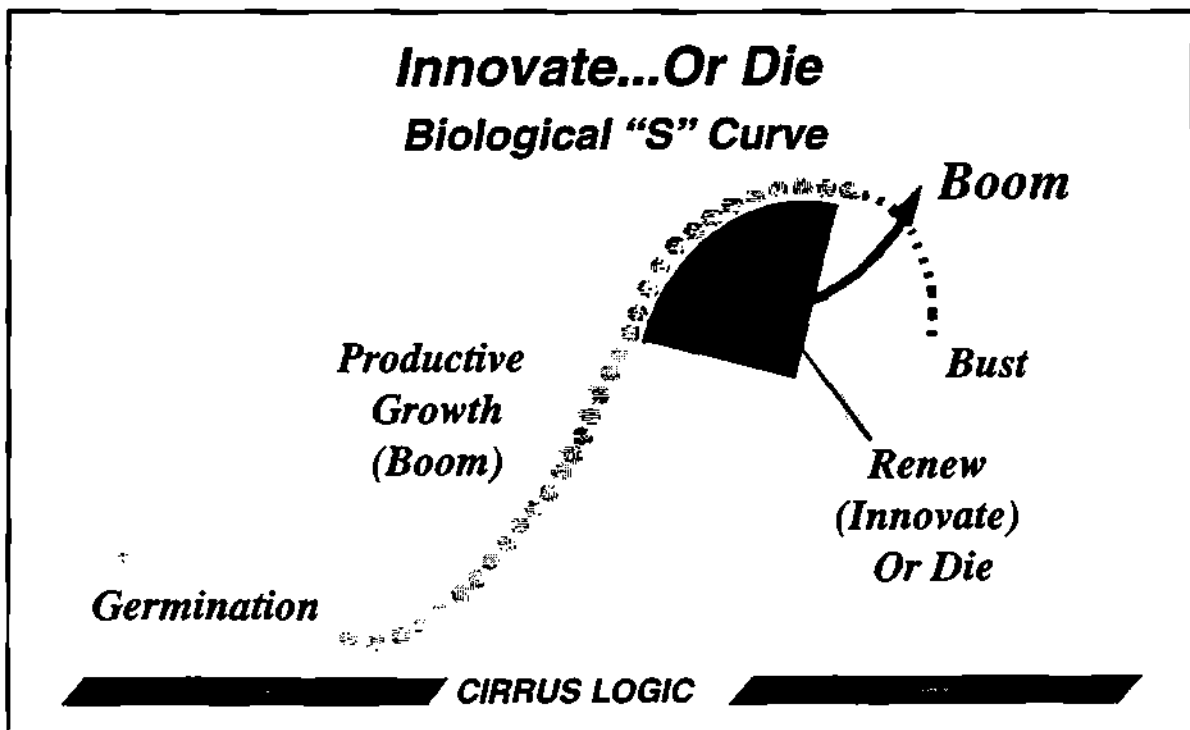 Innovate...Or Die
Biological “S” Curve
Boom
Productive
Growth
(Boom)
Bust
Renew
(Innovate)
Or Die
Germination
CIRRUS LOGIC